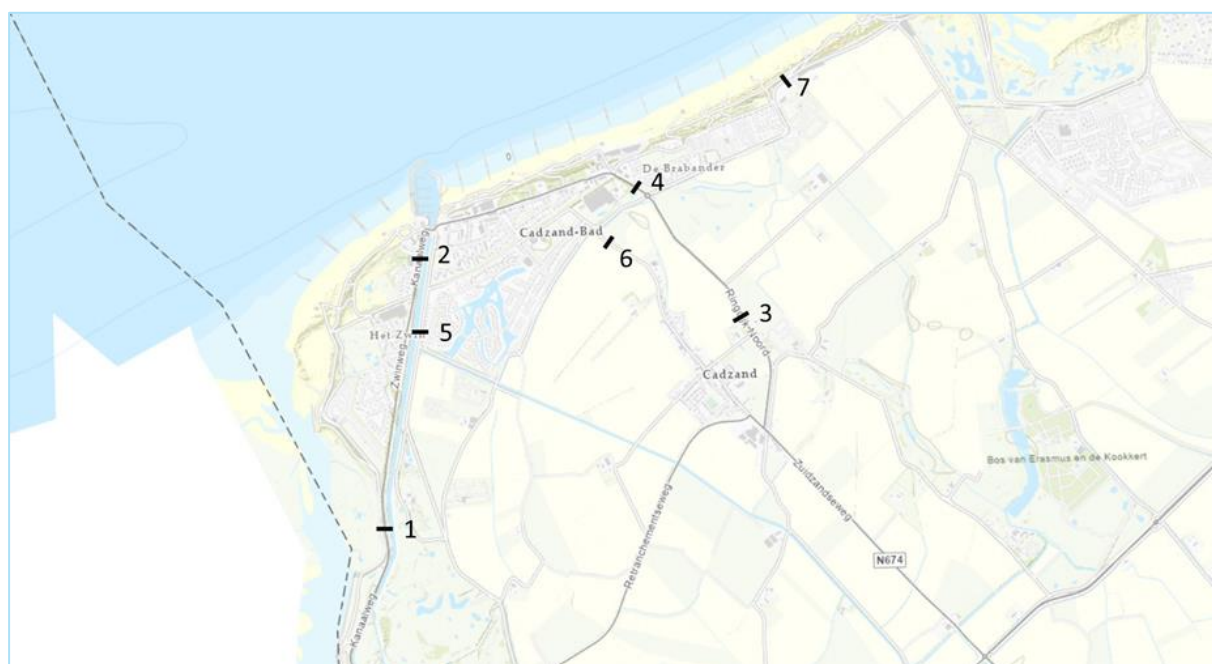 7
De Brabander
4
Cadzand-Bad
6
Kanaalweg
2
Ringdijk-Noord
3
Het Zwin
5
Zwinweg
Cadzand
Bos van Erasmus en de Kookkert
Zuidzandseweg
Retranchementseweg
1
N674
Kanaalweg